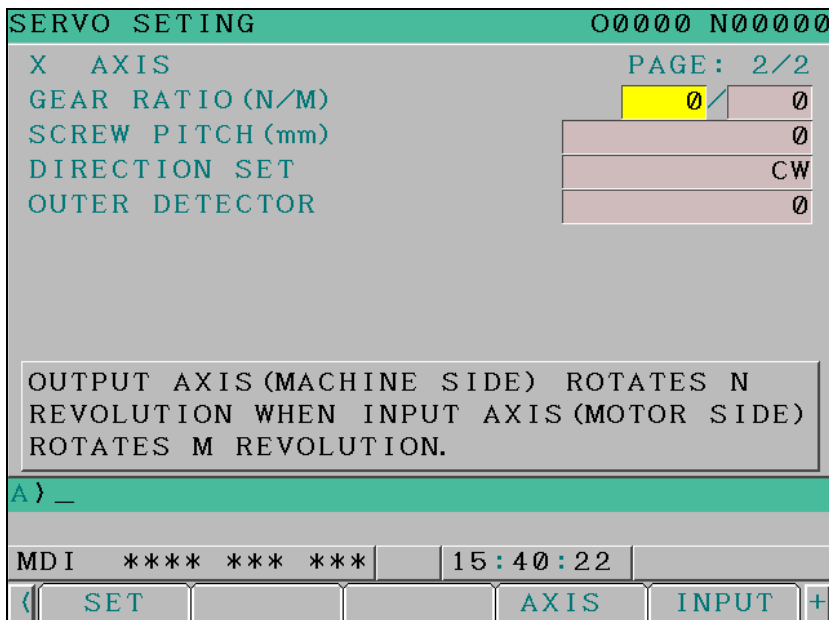 SERVO SETING O0000 N00000
X AXIS PAGE: 2/2
GEAR RATIO(N/M) 0/ 0
SCREW PITCH(mm) 0
DIRECTION SET CW
OUTER DETECTOR 0
OUTPUT AXIS(MACHINE SIDE) ROTATES N
REVOLUTION WHEN INPUT AXIS(MOTOR SIDE)
ROTATES M REVOLUTION.
A)_
MDI **** *** *** 15:40:22
( SET AXIS INPUT +